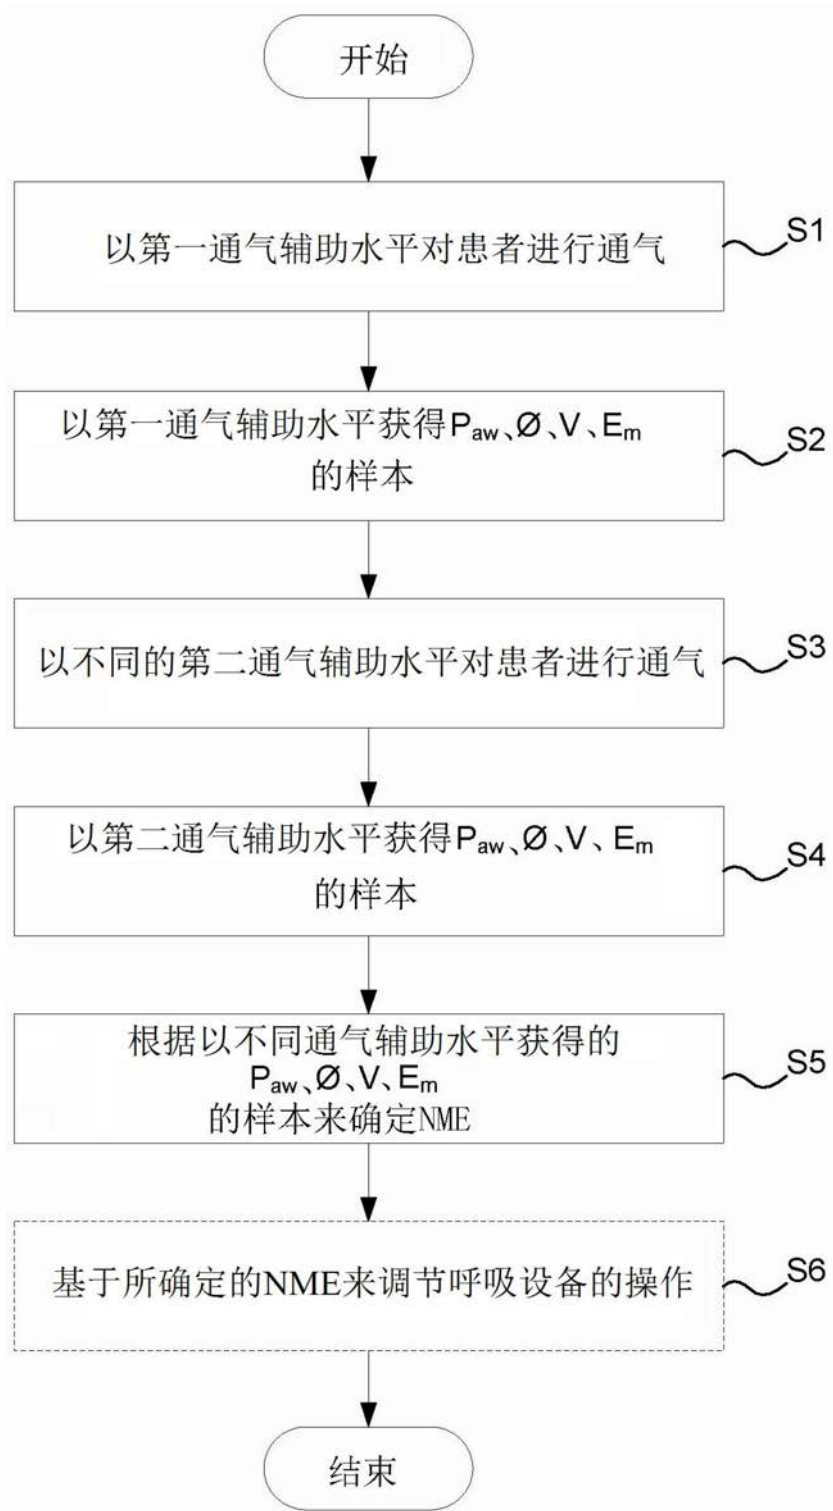 开始
以第一通气辅助水平对患者进行通气
S1
以第一通气辅助水平获得Paw、Ø、V、Em
的样本
S2
以不同的第二通气辅助水平对患者进行通气
S3
以第二通气辅助水平获得Paw、Ø、V、Em
的样本
S4
根据以不同通气辅助水平获得的
Paw、Ø、V、Em
的样本来确定NME
S5
基于所确定的NME来调节呼吸设备的操作
S6
结束